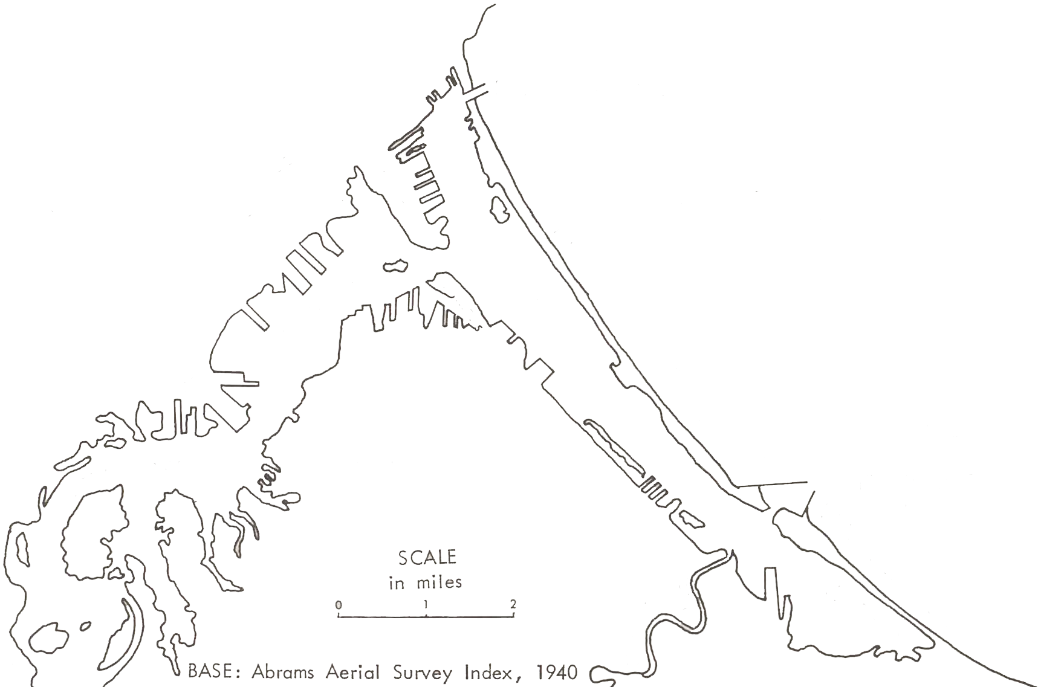 SCALE
in miles
0 1 2
BASE: Abrams Aerial Survey Index, 1940